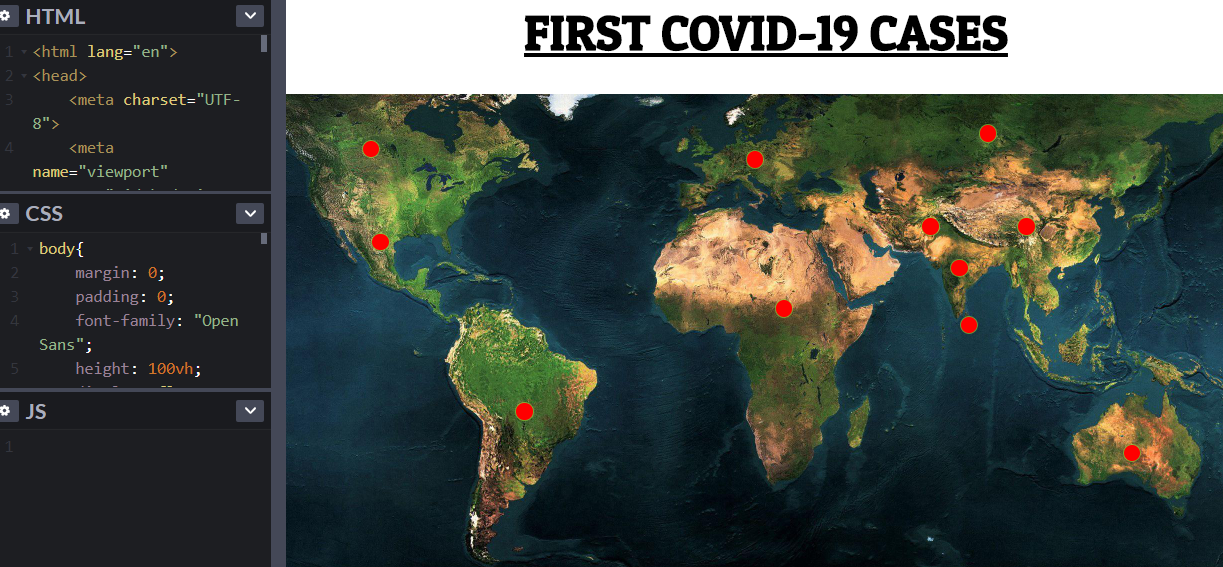 HTML
1 <html lang="en">
2 <head>
3 <meta charset="UTF-
8">
4 <meta
name="viewport"
CSS
1 body{
2 margin: 0;
3 padding: 0;
4 font-family: "Open
Sans";
5 height: 100vh;
JS
1
FIRST COVID-19 CASES